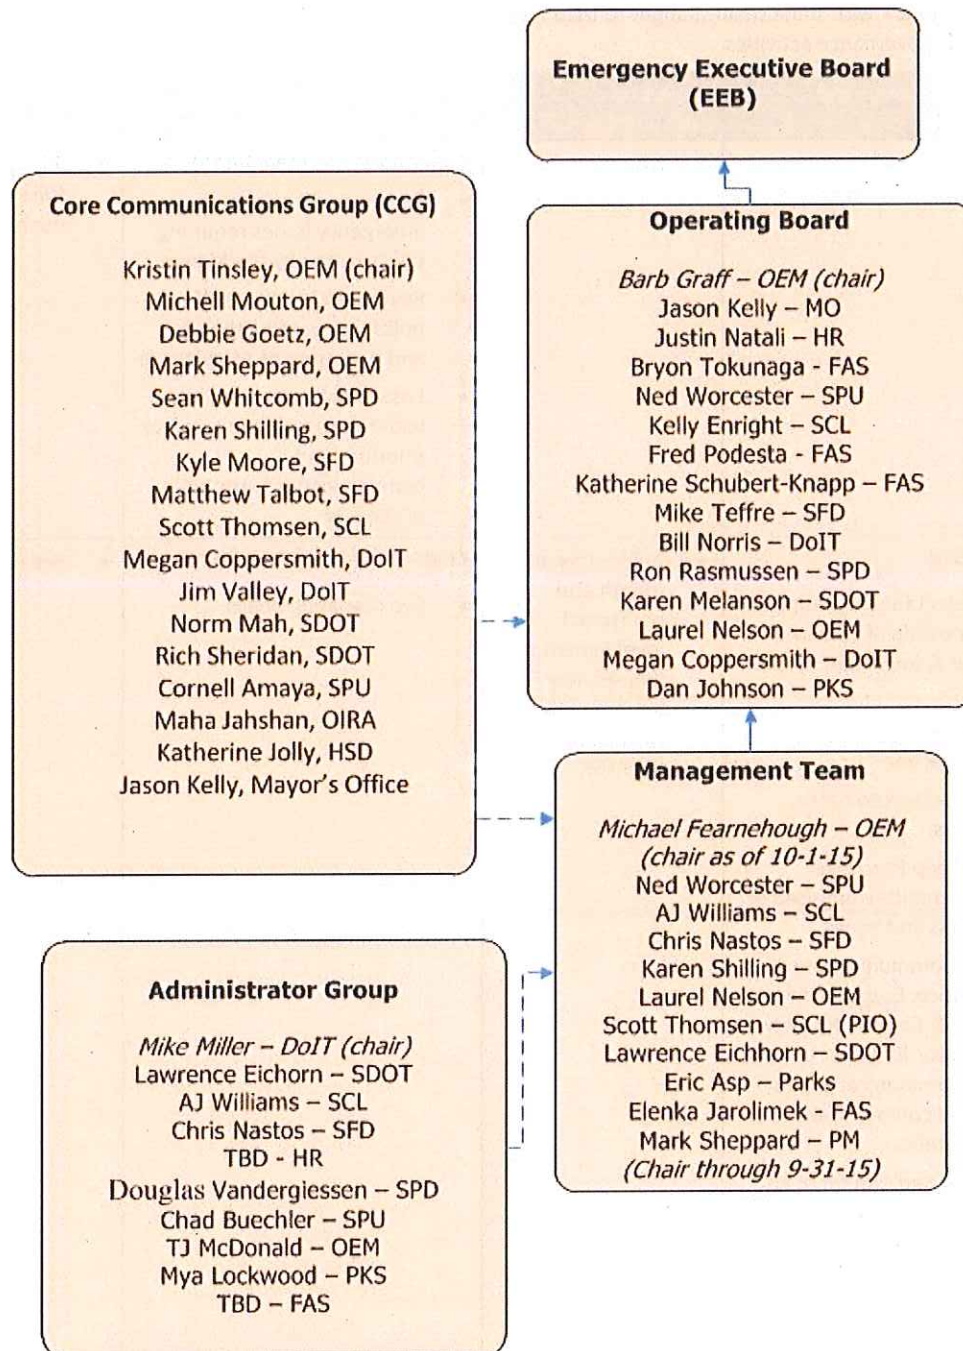 Emergency Executive Board
(EEB)
Core Communications Group (CCG)
Kristin Tinsley, OEM (chair)
Michell Mouton, OEM
Debbie Goetz, OEM
Mark Sheppard, OEM
Sean Whitcomb, SPD
Karen Shilling, SPD
Kyle Moore, SFD
Matthew Talbot, SFD
Scott Thomsen, SCL
Megan Coppersmith, DoIT
Jim Valley, DoIT
Norm Mah, SDOT
Rich Sheridan, SDOT
Cornell Amaya, SPU
Maha Jahshan, OIRA
Katherine Jolly, HSD
Jason Kelly, Mayor's Office
Operating Board
Barb Graff – OEM (chair)
Jason Kelly – MO
Justin Natali – HR
Bryon Tokunaga - FAS
Ned Worcester – SPU
Kelly Enright – SCL
Fred Podesta - FAS
Katherine Schubert-Knapp – FAS
Mike Teffre – SFD
Bill Norris – DoIT
Ron Rasmussen – SPD
Karen Melanson – SDOT
Laurel Nelson – OEM
Megan Coppersmith – DoIT
Dan Johnson – PKS
Management Team
Michael Fearnehough – OEM
(chair as of 10-1-15)
Ned Worcester – SPU
AJ Williams – SCL
Chris Nastos – SFD
Karen Shilling – SPD
Laurel Nelson – OEM
Scott Thomsen – SCL (PIO)
Lawrence Eichhorn – SDOT
Eric Asp – Parks
Elenka Jarolimek - FAS
Mark Sheppard – PM
(Chair through 9-31-15)
Administrator Group
Mike Miller – DoIT (chair)
Lawrence Eichorn – SDOT
AJ Williams – SCL
Chris Nastos – SFD
TBD - HR
Douglas Vandergiessen – SPD
Chad Buechler – SPU
TJ McDonald – OEM
Mya Lockwood – PKS
TBD – FAS